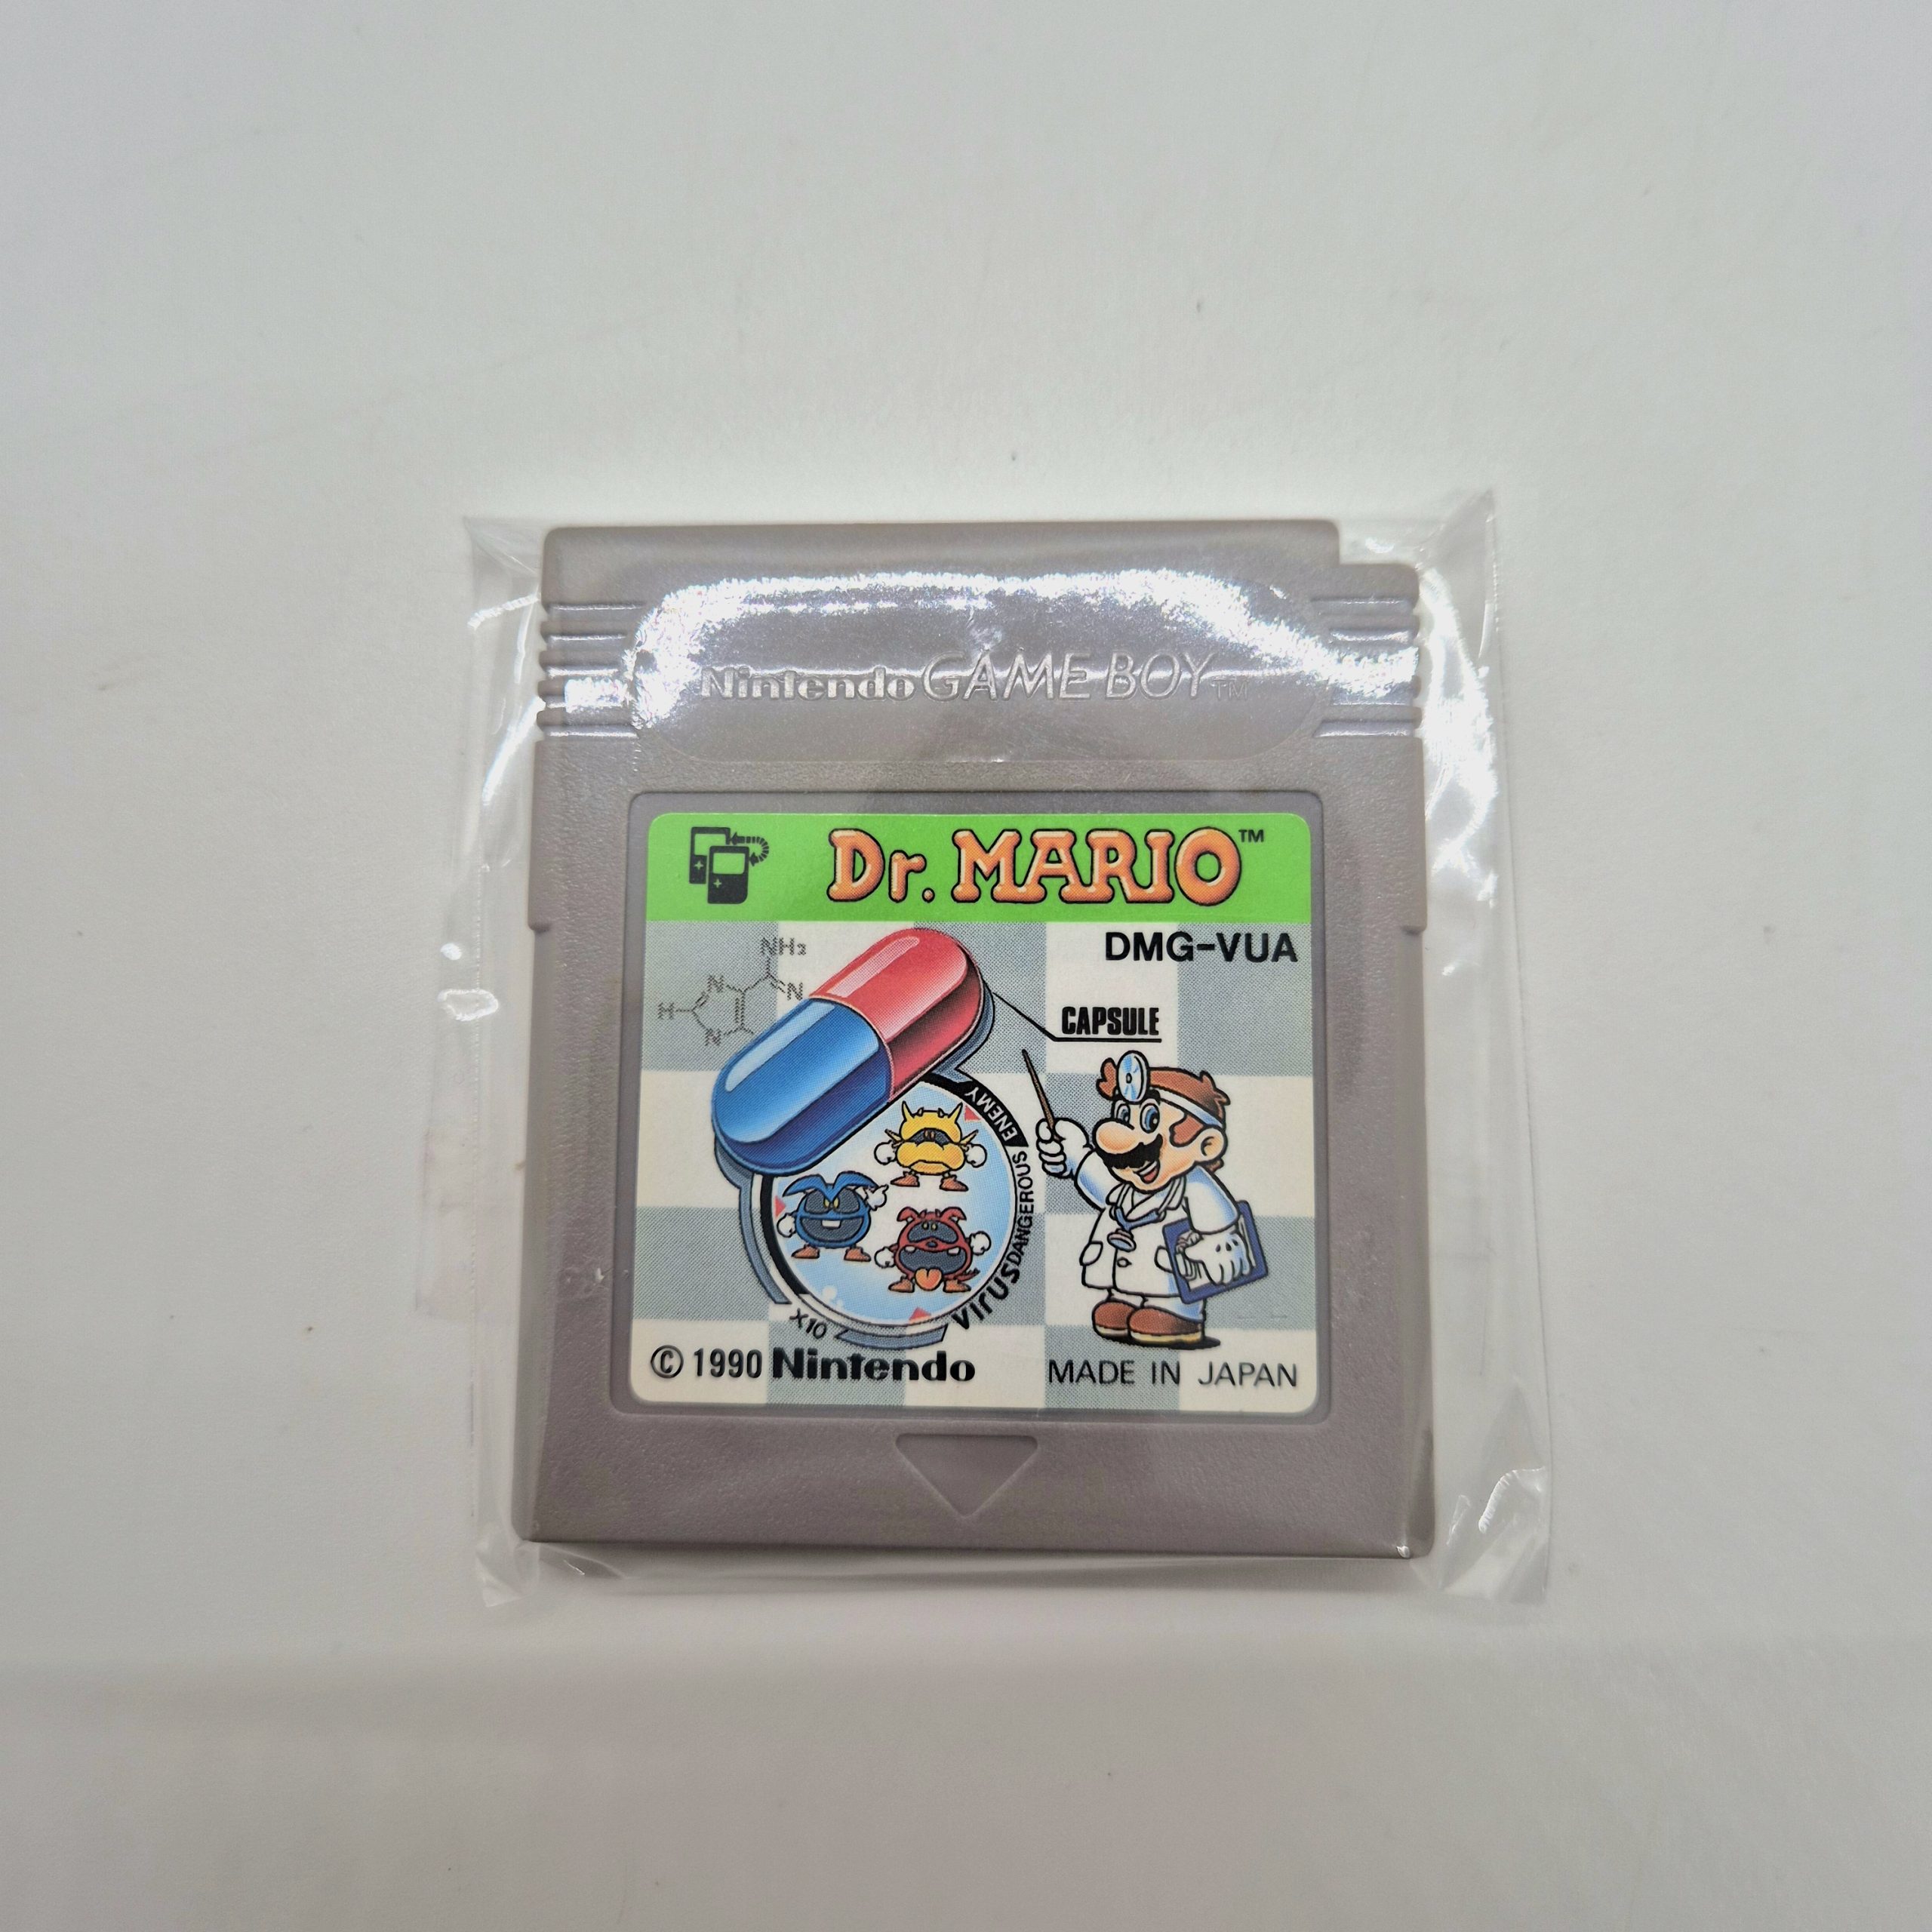 Nintendo GAME BOY™
Dr. MARIO™
DMG-VUA
NH₂
N
N
H
N
CAPSULE
ENEMY
DANGEROUS
VIRUS
X10
© 1990 Nintendo
MADE IN JAPAN